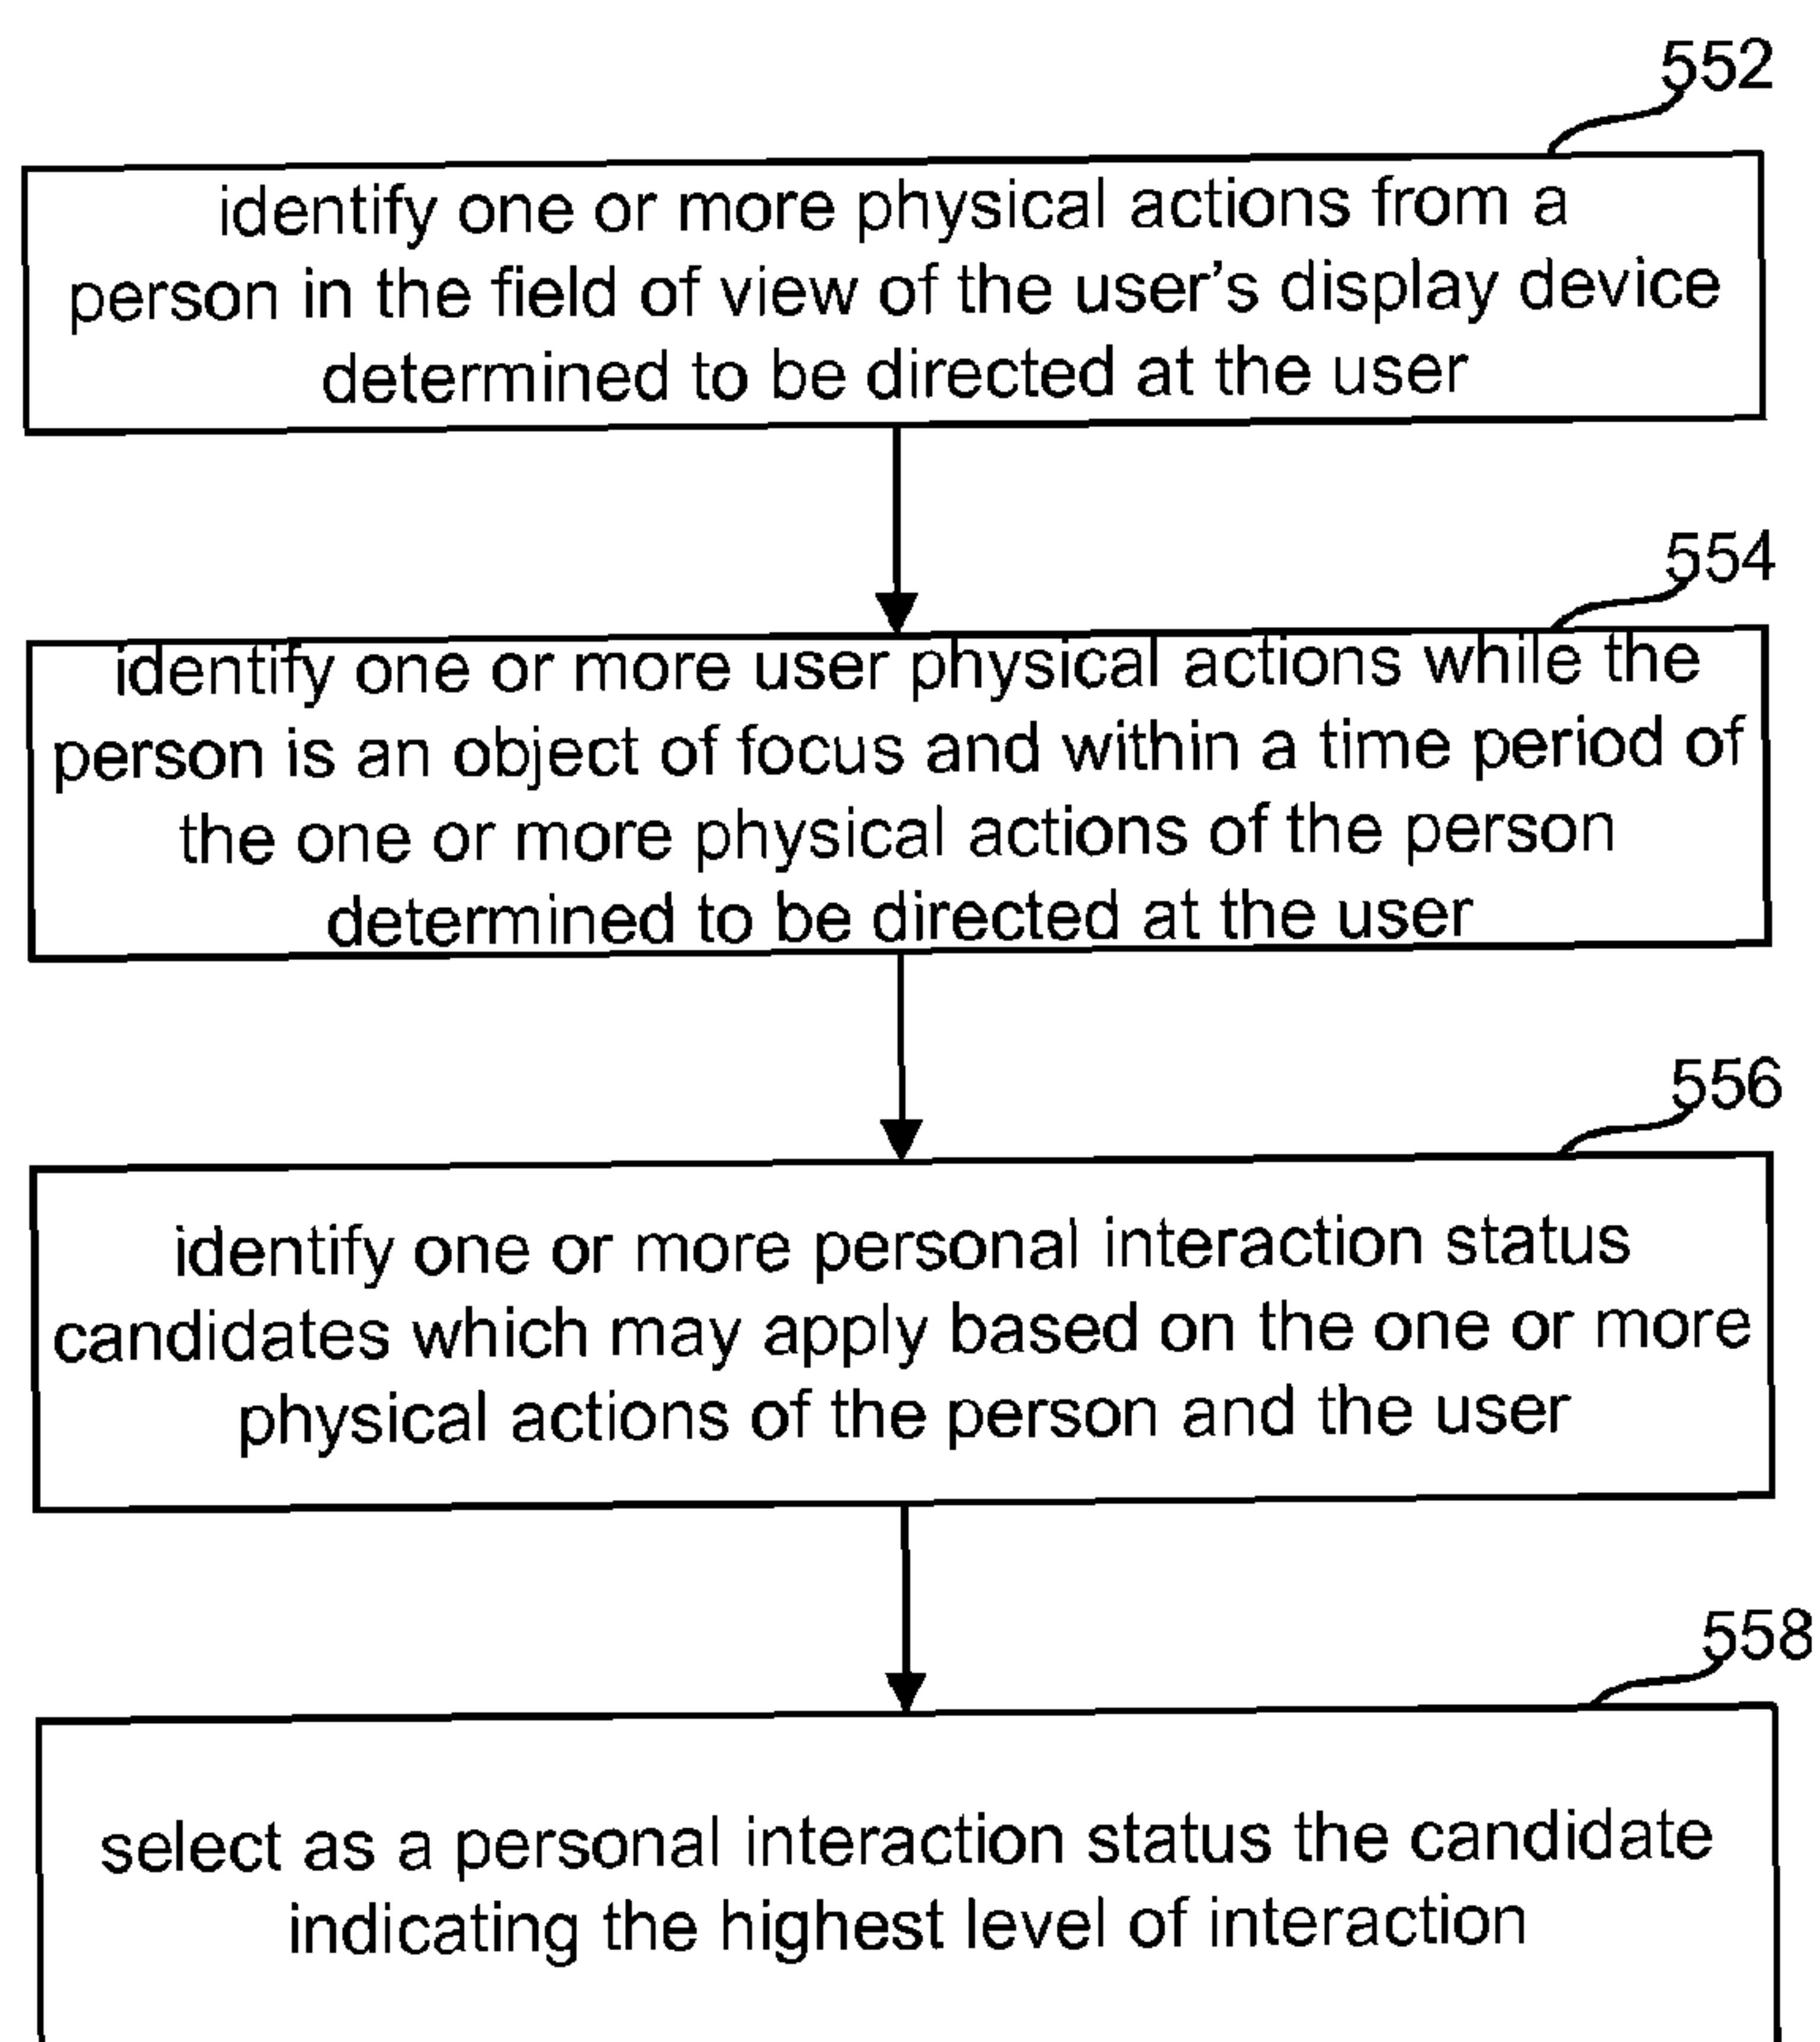 552
identify one or more physical actions from a
person in the field of view of the user's display device
determined to be directed at the user
554
identify one or more user physical actions while the
person is an object of focus and within a time period of
the one or more physical actions of the person
determined to be directed at the user
556
identify one or more personal interaction status
candidates which may apply based on the one or more
physical actions of the person and the user
558
select as a personal interaction status the candidate
indicating the highest level of interaction